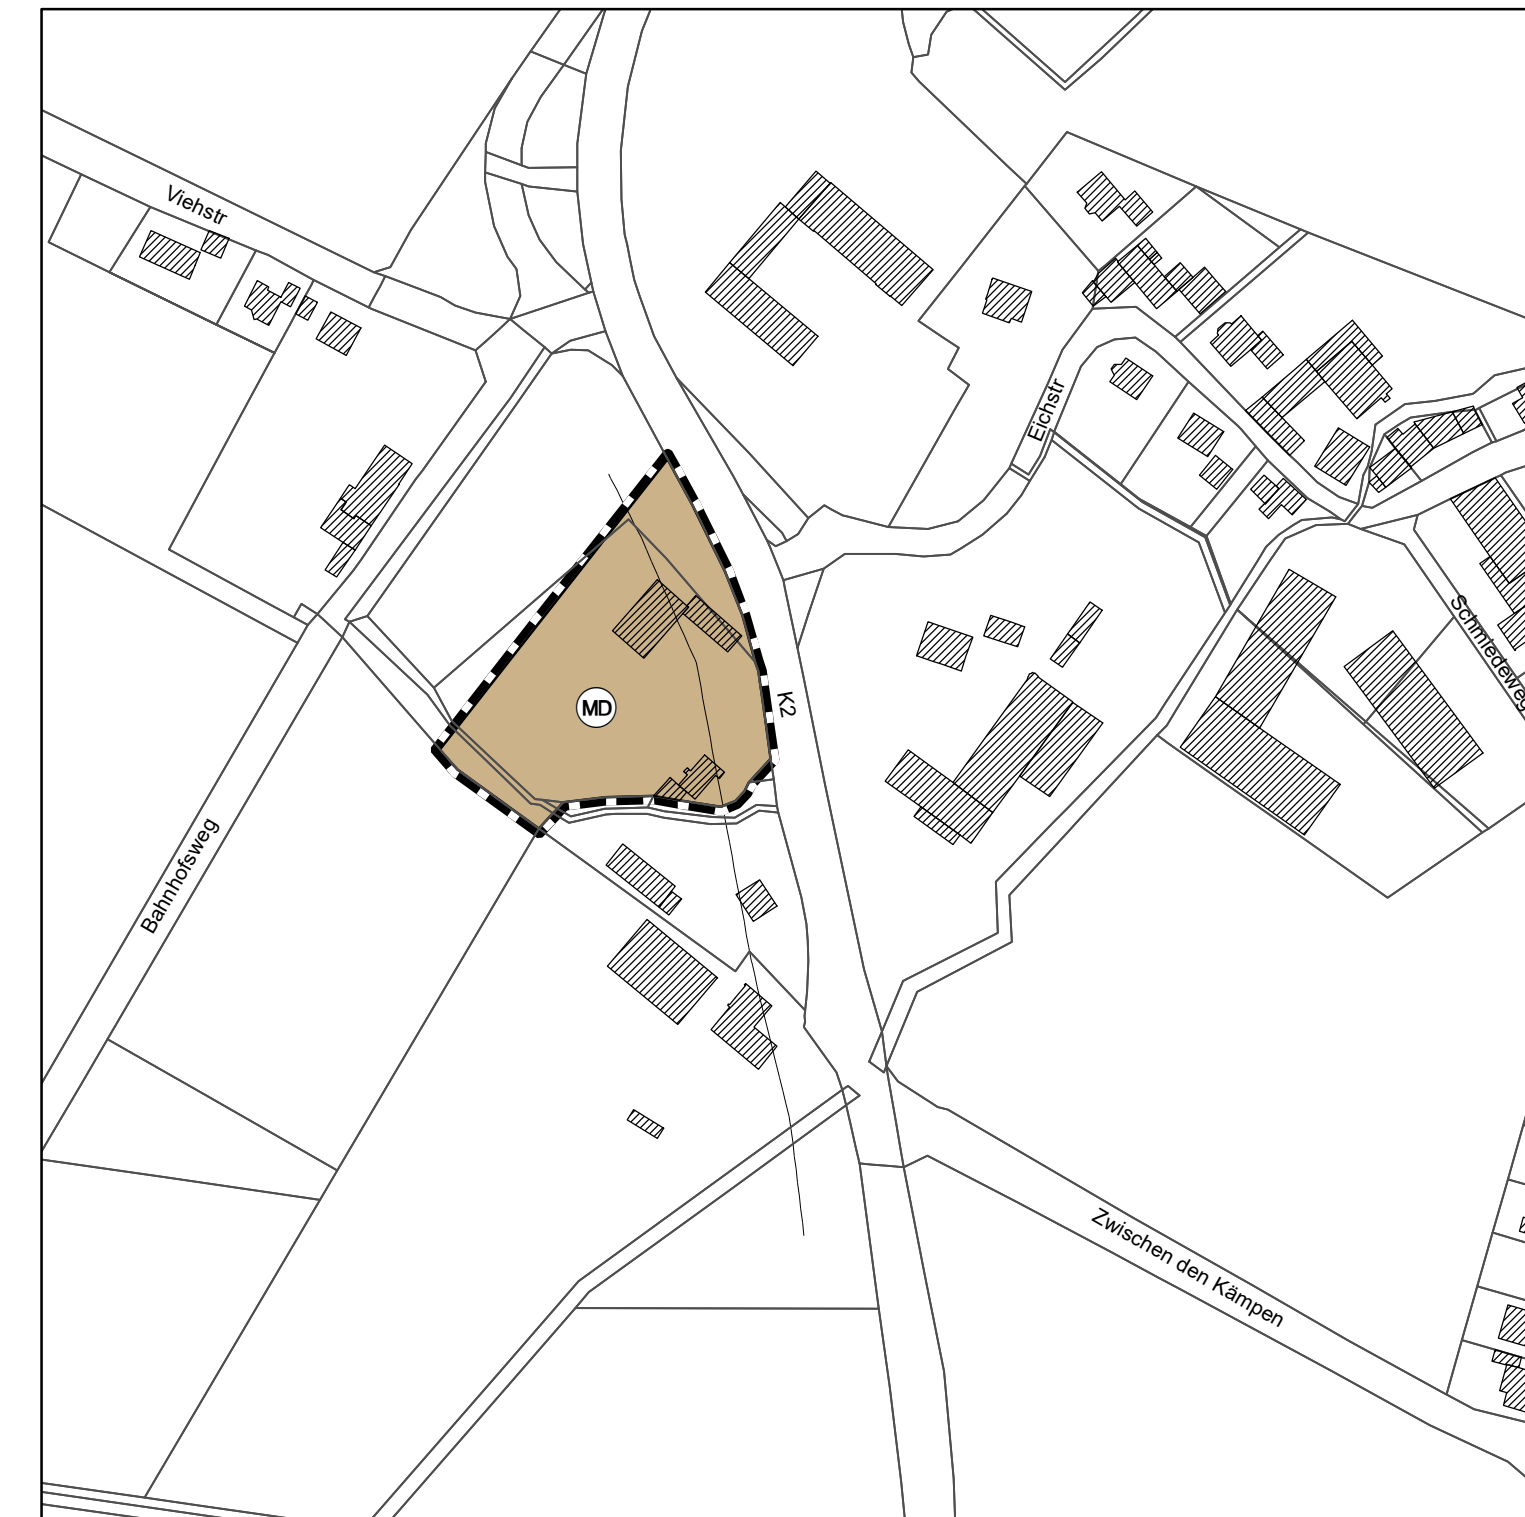 Viehstr
Eichstr
Schmiedeweg
MD
K2
Bahnhofsweg
Zwischen den Kämpen